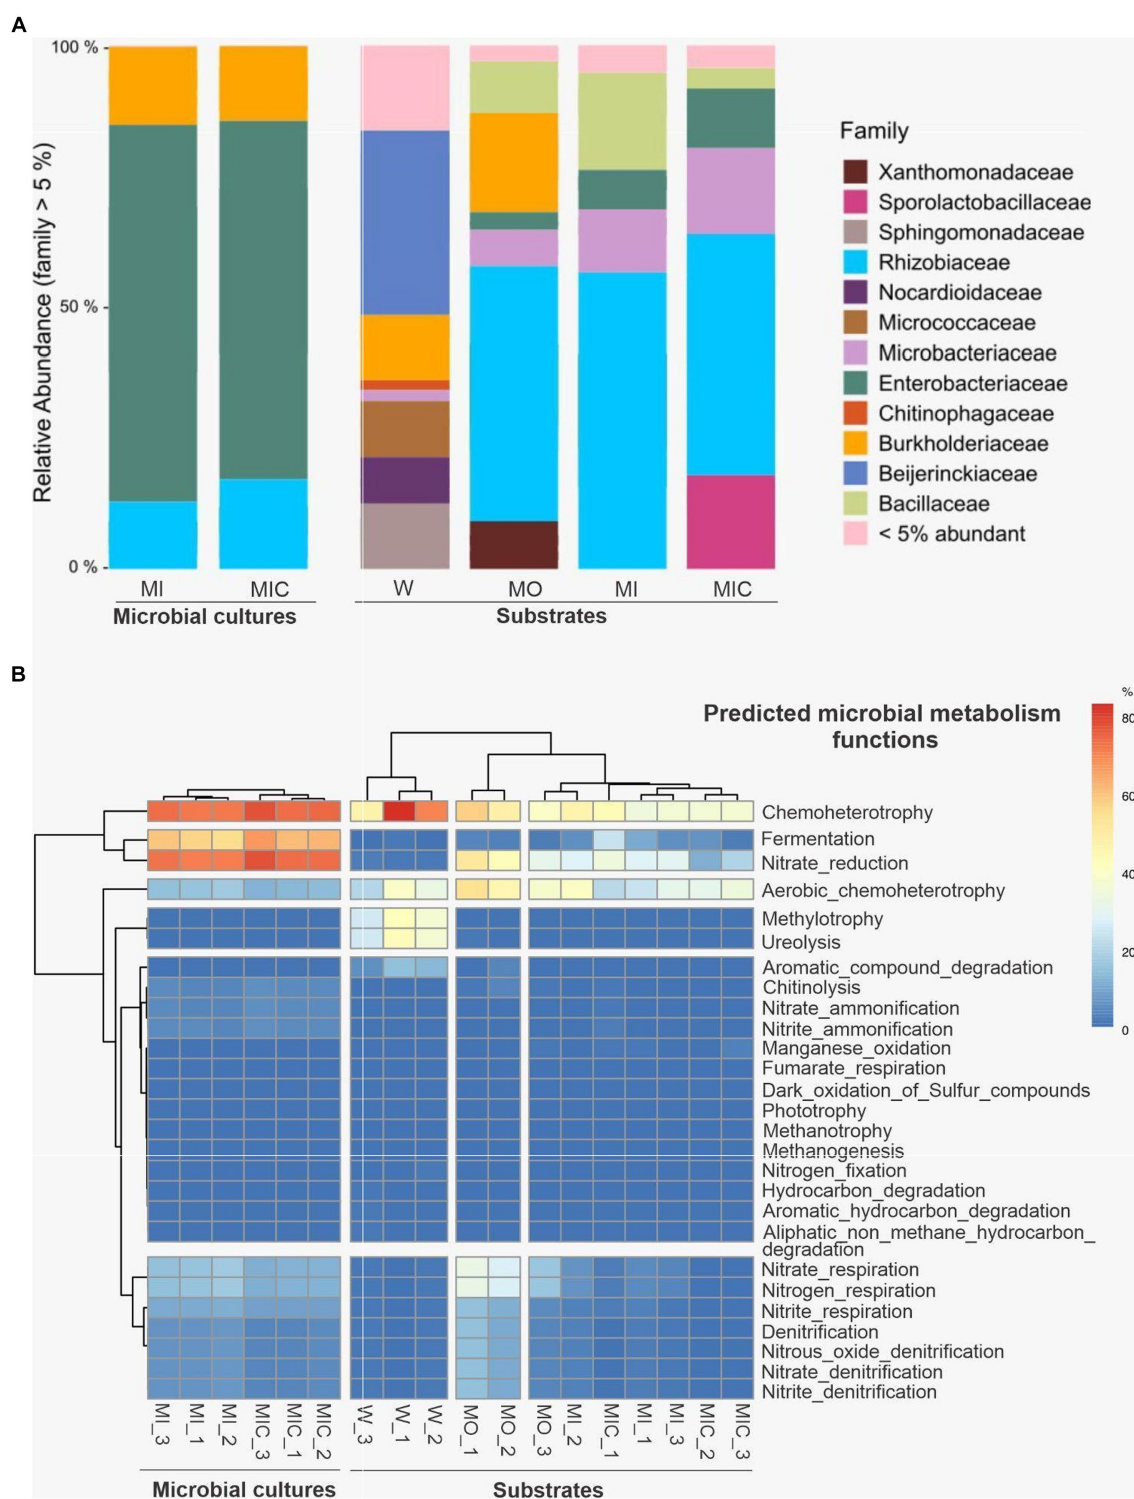 A
100 %
50 %
0 %
Relative Abundance (family > 5 %)
MI
MIC
W
MO
MI
MIC
Microbial cultures
Substrates
Family
Xanthomonadaceae
Sporolactobacillaceae
Sphingomonadaceae
Rhizobiaceae
Nocardioidaceae
Micrococcaceae
Microbacteriaceae
Enterobacteriaceae
Chitinophagaceae
Burkholderiaceae
Beijerinckiaceae
Bacillaceae
< 5% abundant
B
Predicted microbial metabolism
functions
%
80
60
40
20
0
Chemoheterotrophy
Fermentation
Nitrate_reduction
Aerobic_chemoheterotrophy
Methylotrophy
Ureolysis
Aromatic_compound_degradation
Chitinolysis
Nitrate_ammonification
Nitrite_ammonification
Manganese_oxidation
Fumarate_respiration
Dark_oxidation_of_Sulfur_compounds
Phototrophy
Methanotrophy
Methanogenesis
Nitrogen_fixation
Hydrocarbon_degradation
Aromatic_hydrocarbon_degradation
Aliphatic_non_methane_hydrocarbon_
degradation
Nitrate_respiration
Nitrogen_respiration
Nitrite_respiration
Denitrification
Nitrous_oxide_denitrification
Nitrate_denitrification
Nitrite_denitrification
MI_3
MI_1
MI_2
MIC_3
MIC_1
MIC_2
W_3
W_1
W_2
MO_1
MO_2
MO_3
MI_2
MIC_1
MI_1
MI_3
MIC_2
MIC_3
Microbial cultures
Substrates